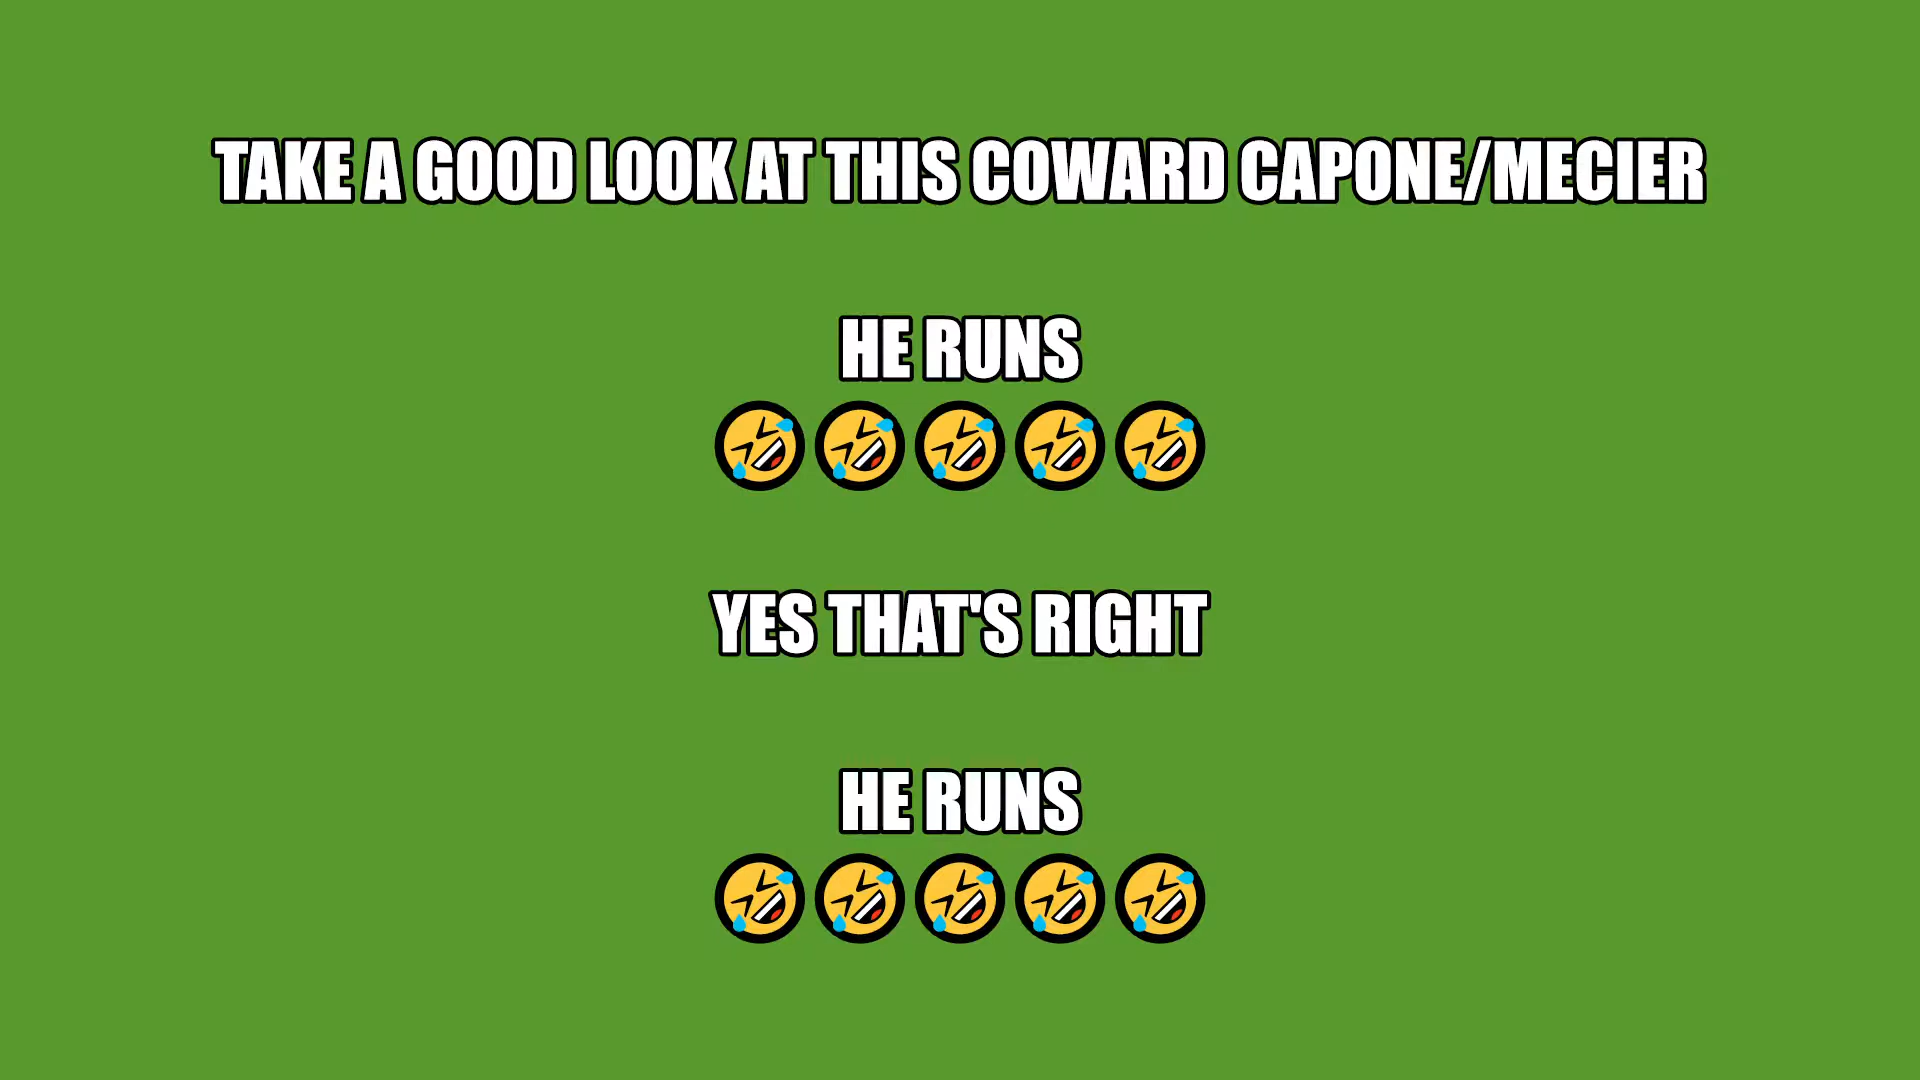 TAKE A GOOD LOOK AT THIS COWARD CAPONE/MECIER
HE RUNS
🤣🤣🤣🤣🤣
YES THAT'S RIGHT
HE RUNS
🤣🤣🤣🤣🤣